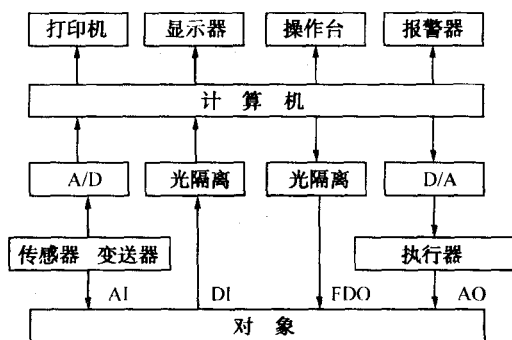 打印机 显示器 操作台 报警器
计 算 机
A/D 光隔离 光隔离 D/A
传感器 变送器 执行器
AI DI FDO AO
对 象